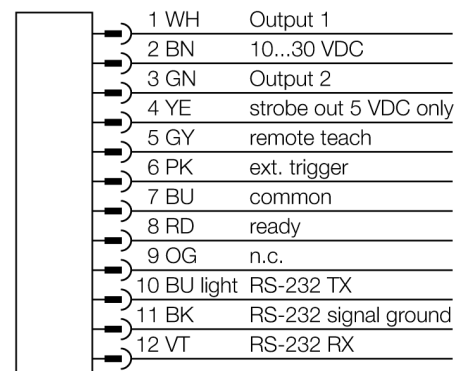 1 WH Output 1
2 BN 10...30 VDC
3 GN Output 2
4 YE strobe out 5 VDC only
5 GY remote teach
6 PK ext. trigger
7 BU common
8 RD ready
9 OG n.c.
10 BU light RS-232 TX
11 BK RS-232 signal ground
12 VT RS-232 RX